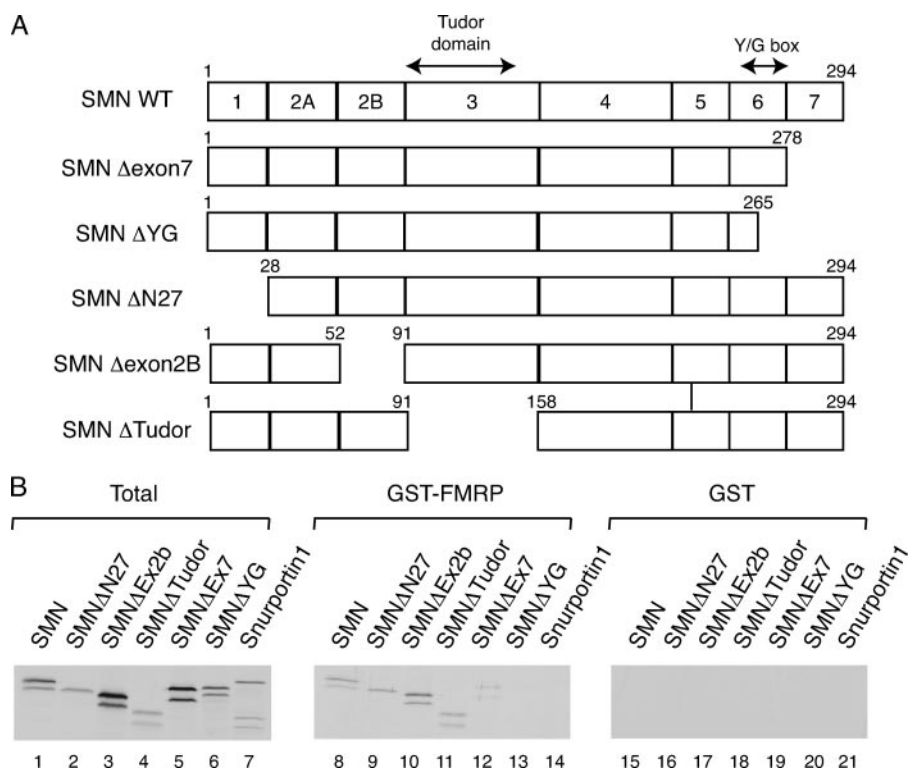 A
Tudor
domain
Y/G box
1 294
SMN WT 1 2A 2B 3 4 5 6 7
1 278
SMN Δexon7
1 265
SMN ΔYG
28 294
SMN ΔN27
1 52 91 294
SMN Δexon2B
1 91 158 294
SMN ΔTudor
B
Total GST-FMRP GST
SMN SMNΔN27 SMNΔEx2b SMNΔTudor SMNΔEx7 SMNΔYG Snurportin1 SMN SMNΔN27 SMNΔEx2b SMNΔTudor SMNΔEx7 SMNΔYG Snurportin1 SMN SMNΔN27 SMNΔEx2b SMNΔTudor SMNΔEx7 SMNΔYG Snurportin1
1 2 3 4 5 6 7 8 9 10 11 12 13 14 15 16 17 18 19 20 21